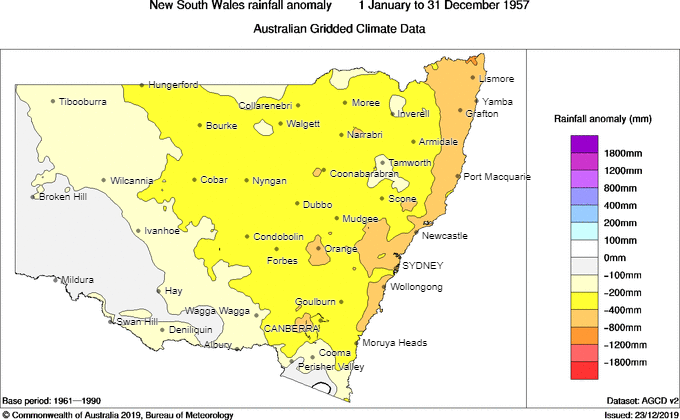 New South Wales rainfall anomaly 1 January to 31 December 1957
Australian Gridded Climate Data
Hungerford
Tibooburra
Collarenebri
Moree
Lismore
Inverell
Yamba
Grafton
Bourke
Walgett
Narrabri
Armidale
Tamworth
Coonabarabran
Wilcannia
Cobar
Nyngan
Port Macquarie
Broken Hill
Scone
Dubbo
Mudgee
Ivanhoe
Condobolin
Newcastle
Orange
Forbes
SYDNEY
Mildura
Hay
Wollongong
Goulburn
Wagga Wagga
Swan Hill
Deniliquin
CANBERRA
Albury
Moruya Heads
Cooma
Perisher Valley
Rainfall anomaly (mm)
1800mm
1200mm
800mm
400mm
200mm
100mm
0mm
−100mm
−200mm
−400mm
−800mm
−1200mm
−1800mm
Base period: 1961—1990
Dataset: AGCD v2
© Commonwealth of Australia 2019, Bureau of Meteorology
Issued: 23/12/2019